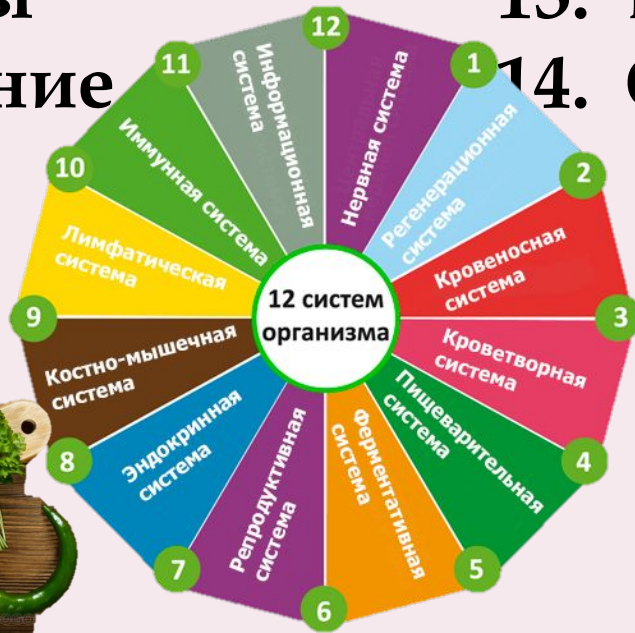 ы
ние
13.
14. С
12
Нервная система
1
Регенерационная
система
2
Кровеносная
система
3
Кроветворная
система
4
Пищеварительная
система
5
Ферментативная
система
6
Репродуктивная
система
7
Эндокринная
система
8
Костно-мышечная
система
9
Лимфатическая
система
10
Иммунная система
11
Информационная
система
12 систем
организма